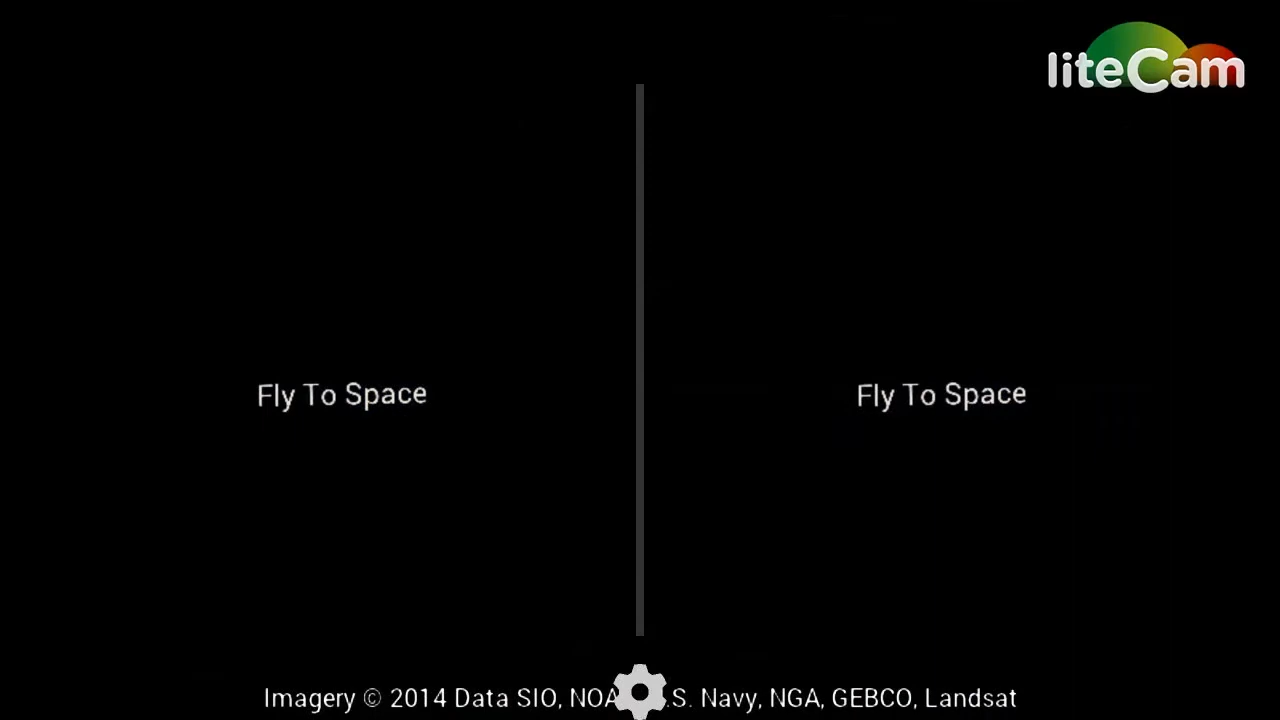 liteCam
Fly To Space
Fly To Space
Imagery © 2014 Data SIO, NOA .S. Navy, NGA, GEBCO, Landsat